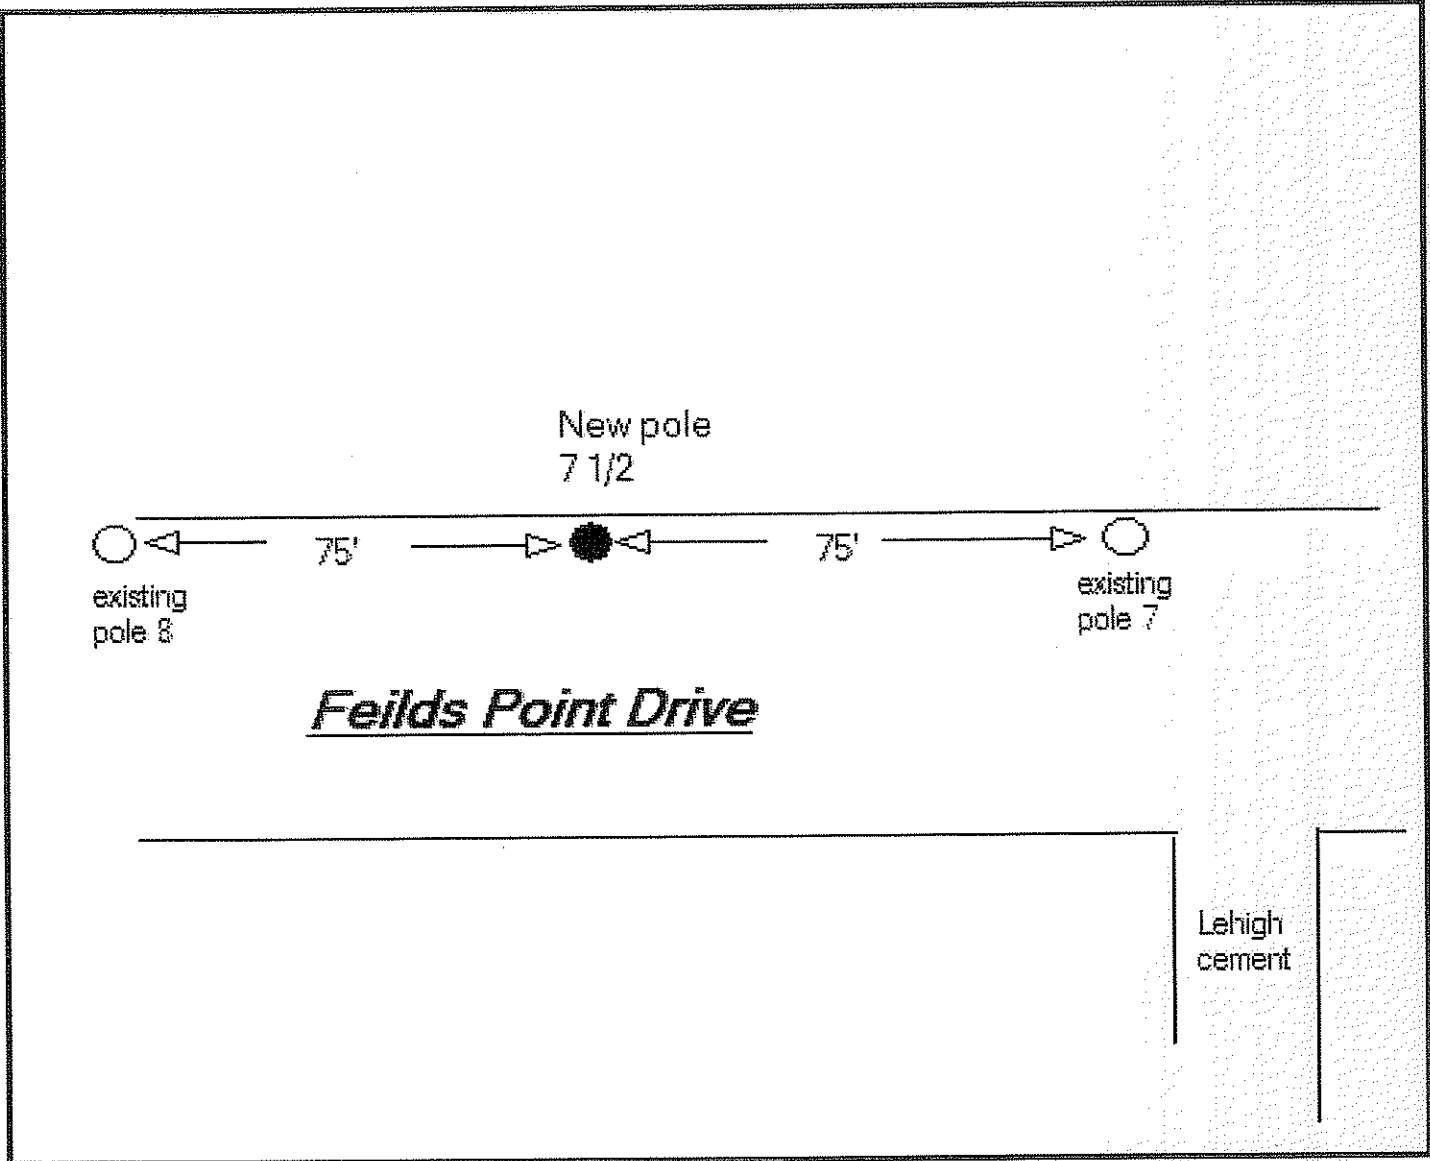 New pole
7 1/2
75'
75'
existing
pole 8
existing
pole 7
Feilds Point Drive
Lehigh
cement